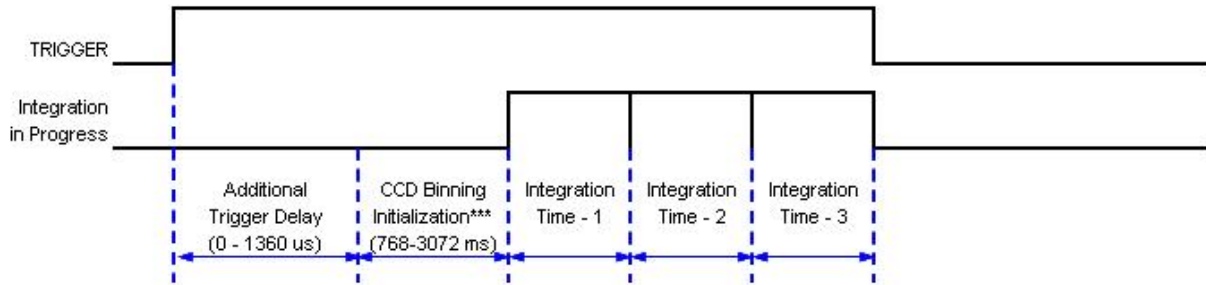 TRIGGER
Integration
in Progress
Additional
Trigger Delay
(0 - 1360 us)
CCD Binning
Initialization***
(768-3072 ms)
Integration
Time - 1
Integration
Time - 2
Integration
Time - 3